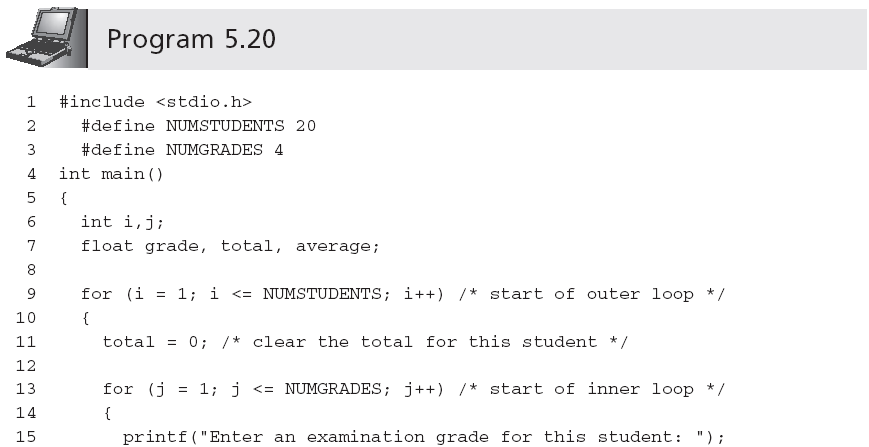 Program 5.20
1 #include <stdio.h>
2 #define NUMSTUDENTS 20
3 #define NUMGRADES 4
4 int main()
5 {
6 int i,j;
7 float grade, total, average;
8
9 for (i = 1; i <= NUMSTUDENTS; i++) /* start of outer loop */
10 {
11 total = 0; /* clear the total for this student */
12
13 for (j = 1; j <= NUMGRADES; j++) /* start of inner loop */
14 {
15 printf("Enter an examination grade for this student: ");